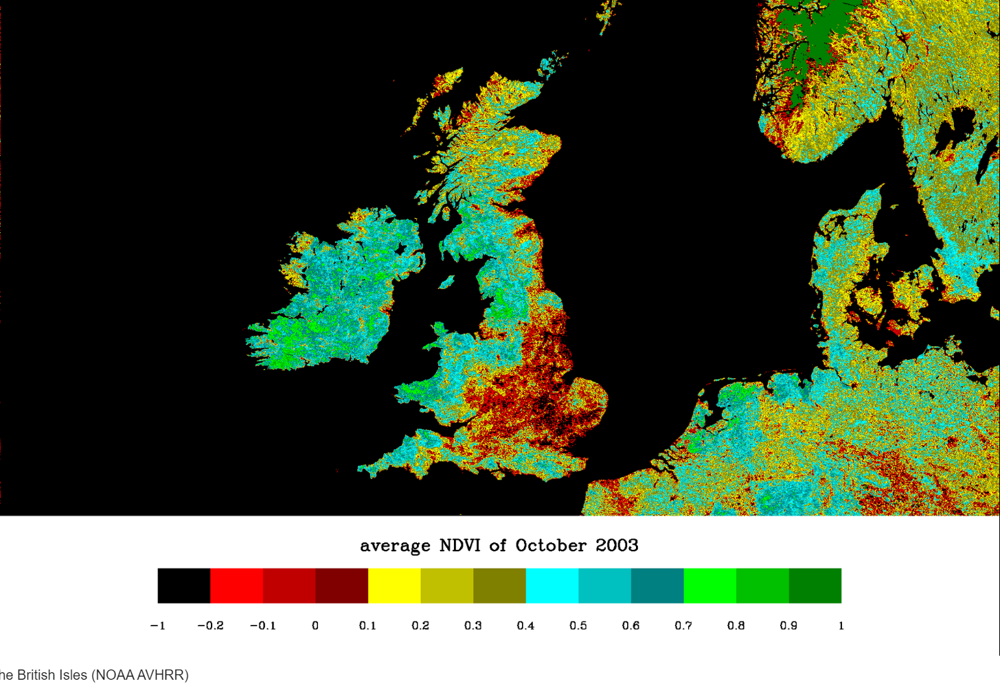 average NDVI of October 2003
−1 −0.2 −0.1 0 0.1 0.2 0.3 0.4 0.5 0.6 0.7 0.8 0.9 1
he British Isles (NOAA AVHRR)